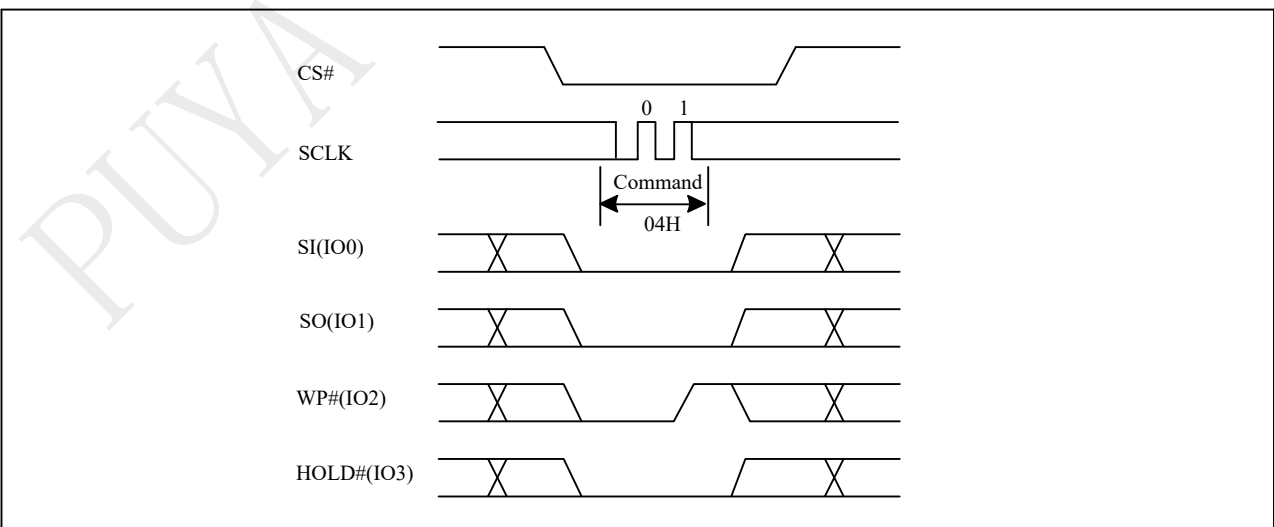 PUYA
CS#
0 1
SCLK
Command
04H
SI(IO0)
SO(IO1)
WP#(IO2)
HOLD#(IO3)